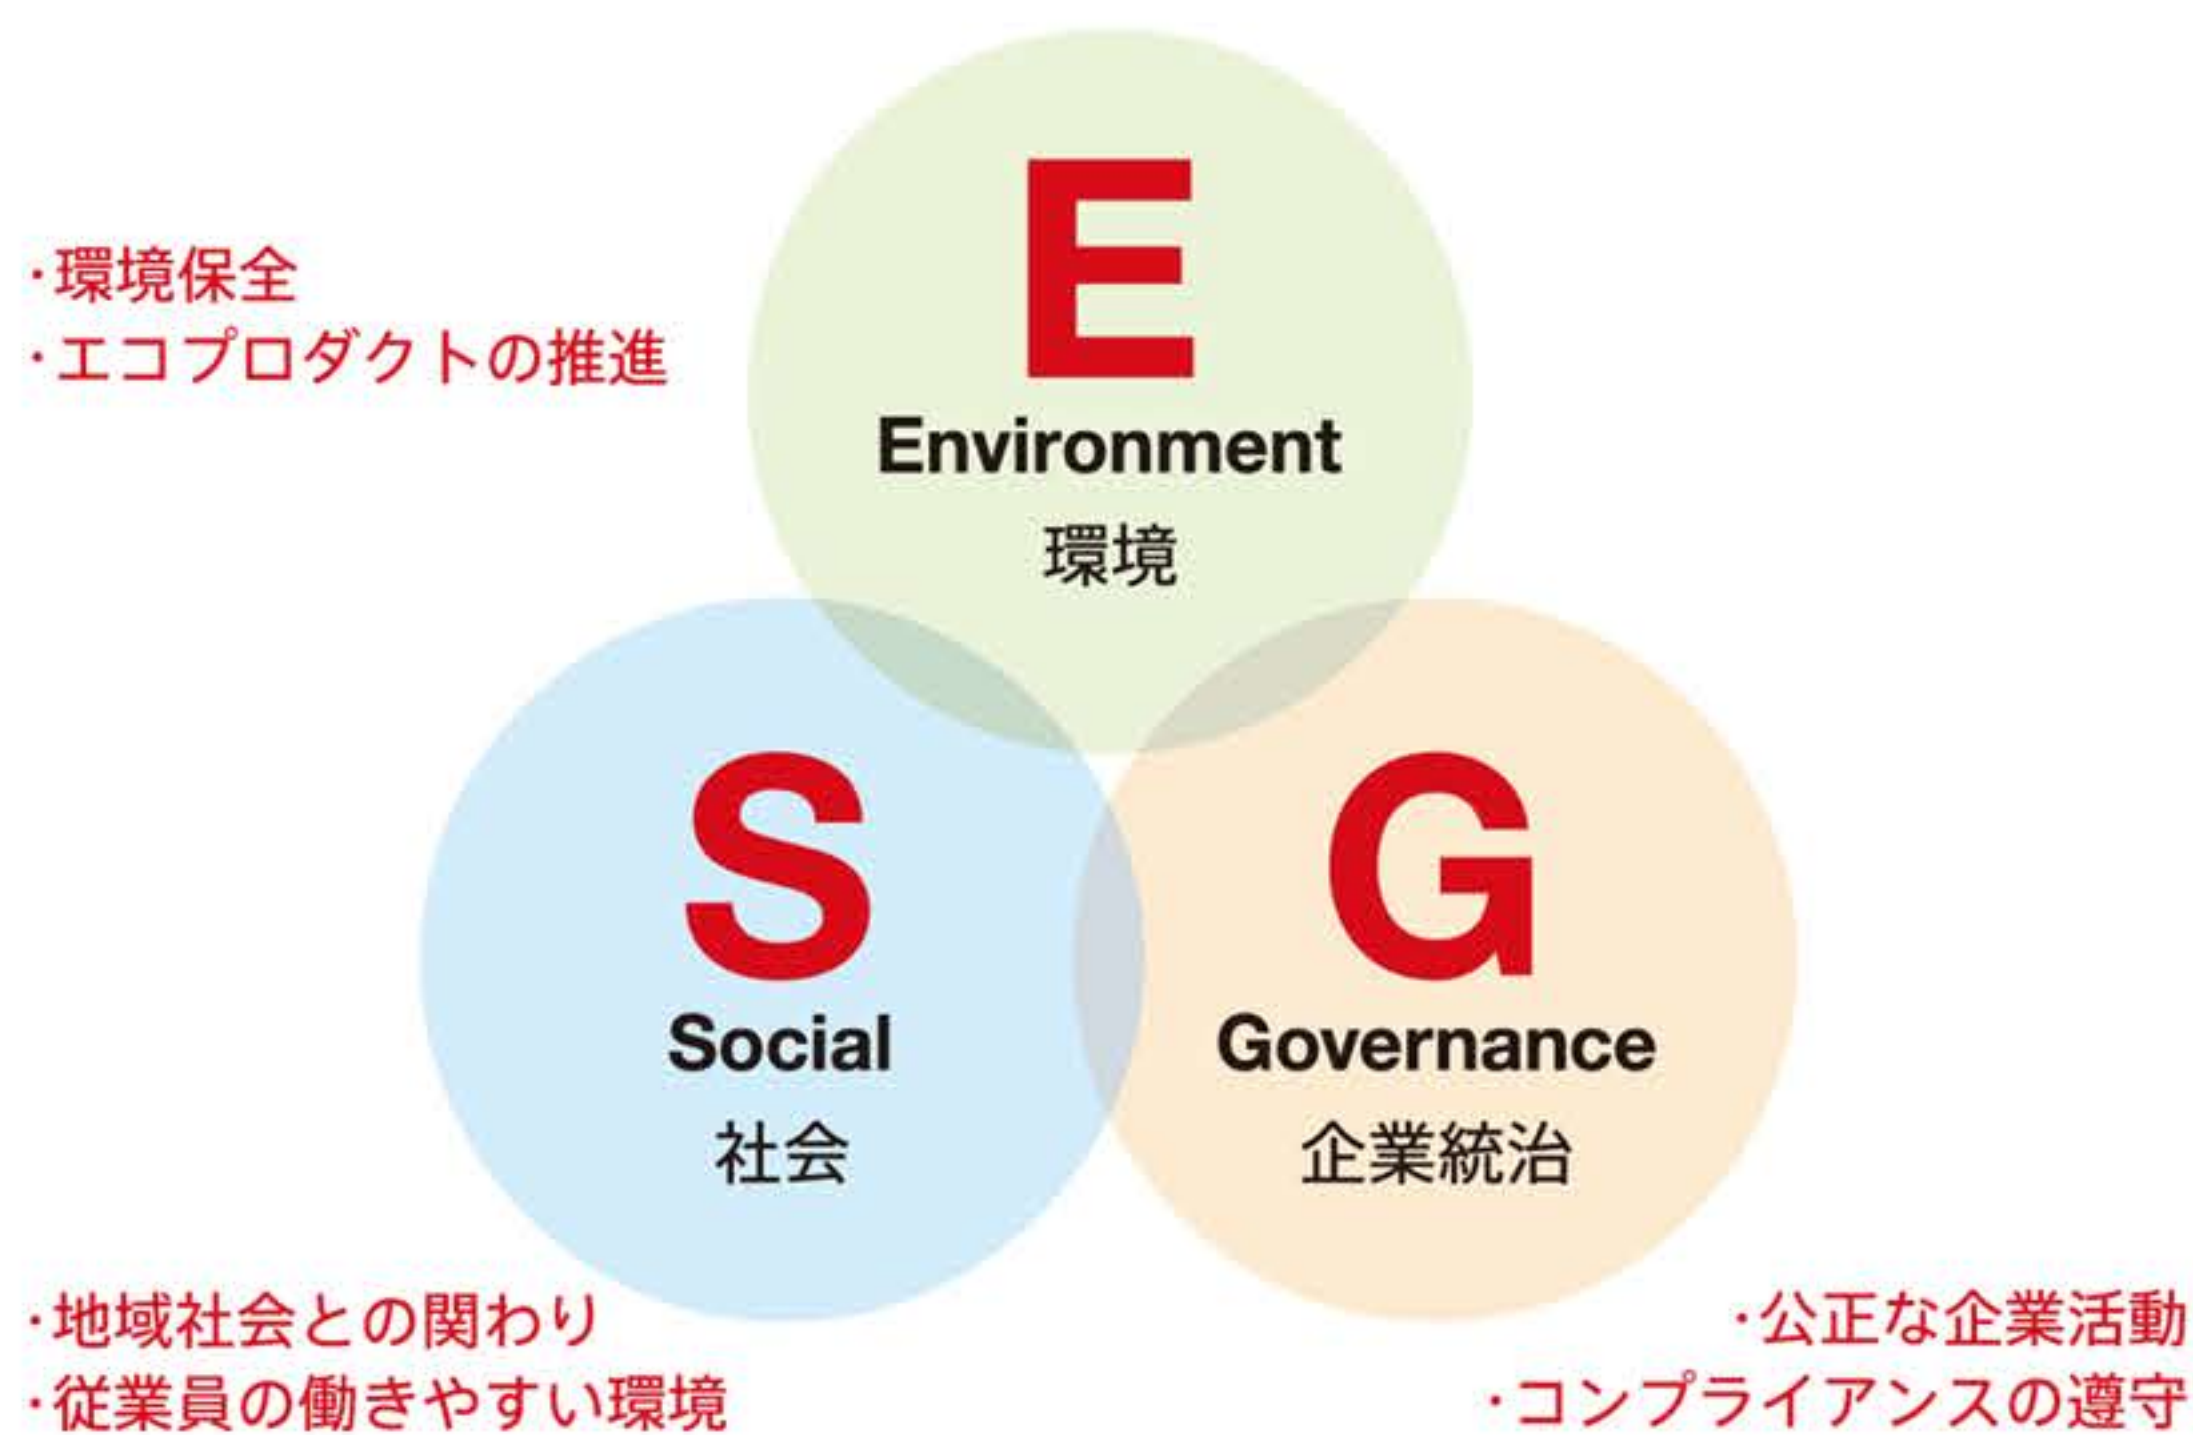 E
Environment
環境
・環境保全
・エコプロダクトの推進
S
Social
社会
・地域社会との関わり
・従業員の働きやすい環境
G
Governance
企業統治
・公正な企業活動
・コンプライアンスの遵守